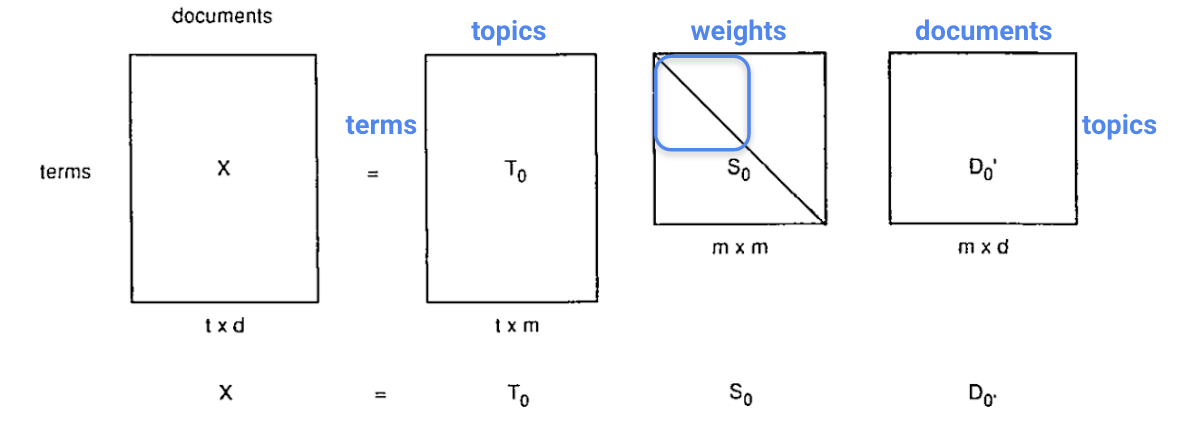 documents
topics weights documents
terms topics
terms X = T₀ S₀ D₀'
m x m m x d
t x d t x m
X = T₀ S₀ D₀'